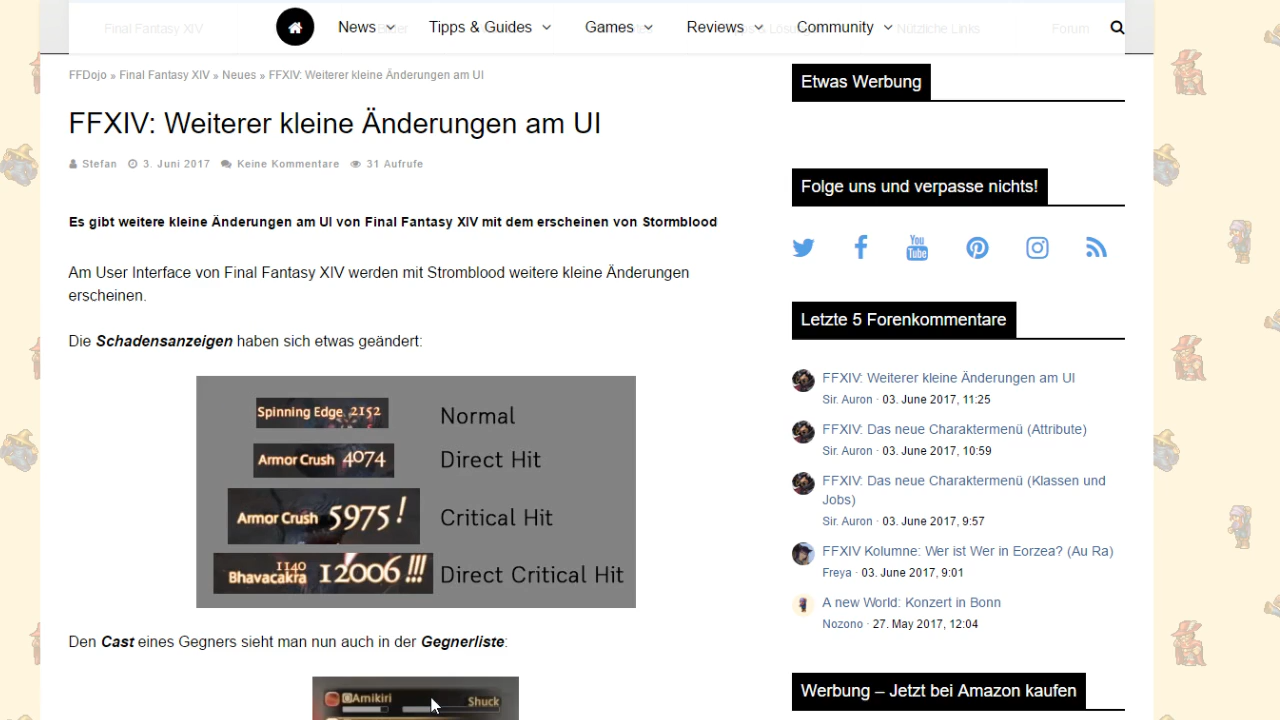 News
Tipps & Guides
Games
Reviews
Community
Final Fantasy XIV
Nützliche Links
Forum
FFDojo » Final Fantasy XIV » Neues » FFXIV: Weiterer kleine Änderungen am UI
FFXIV: Weiterer kleine Änderungen am UI
Stefan 3. Juni 2017 Keine Kommentare 31 Aufrufe
Es gibt weitere kleine Änderungen am UI von Final Fantasy XIV mit dem erscheinen von Stormblood
Am User Interface von Final Fantasy XIV werden mit Stromblood weitere kleine Änderungen
erscheinen.
Die Schadensanzeigen haben sich etwas geändert:
Spinning Edge 2152 Normal
Armor Crush 4074 Direct Hit
Armor Crush 5975! Critical Hit
1140
Bhavacakra 12006!!! Direct Critical Hit
Den Cast eines Gegners sieht man nun auch in der Gegnerliste:
Amikiri Shuck
Etwas Werbung
Folge uns und verpasse nichts!
You
Tube
Letzte 5 Forenkommentare
FFXIV: Weiterer kleine Änderungen am UI
Sir. Auron · 03. June 2017, 11:25
FFXIV: Das neue Charaktermenü (Attribute)
Sir. Auron · 03. June 2017, 10:59
FFXIV: Das neue Charaktermenü (Klassen und
Jobs)
Sir. Auron · 03. June 2017, 9:57
FFXIV Kolumne: Wer ist Wer in Eorzea? (Au Ra)
Freya · 03. June 2017, 9:01
A new World: Konzert in Bonn
Nozono · 27. May 2017, 12:04
Werbung – Jetzt bei Amazon kaufen